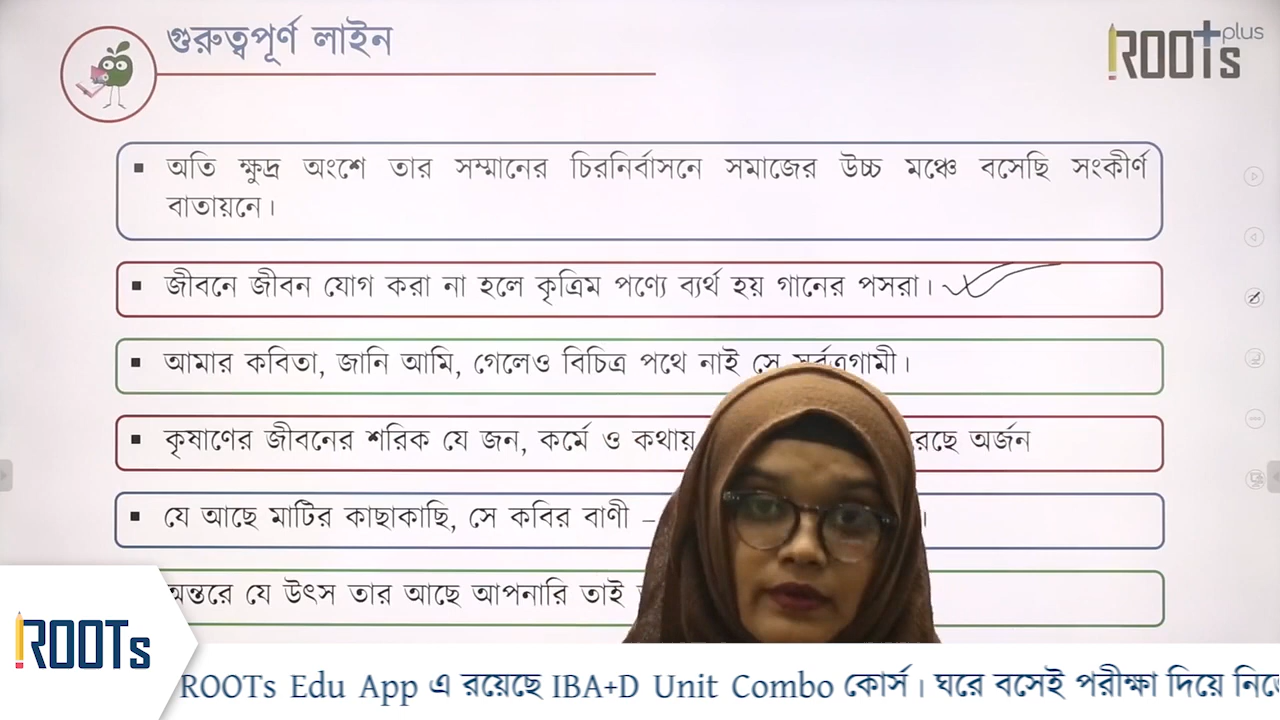 গুরুত্বপূর্ণ লাইন
ROOTs plus
▪ অতি ক্ষুদ্র অংশে তার সম্মানের চিরনির্বাসনে সমাজের উচ্চ মঞ্চে বসেছি সংকীর্ণ
বাতায়নে।
▪ জীবনে জীবন যোগ করা না হলে কৃত্রিম পণ্যে ব্যর্থ হয় গানের পসরা।
▪ আমার কবিতা, জানি আমি, গেলেও বিচিত্র পথে নাই সে সর্বত্রগামী।
▪ কৃষাণের জীবনের শরিক যে জন, কর্মে ও কথায় অর্জন
▪ যে আছে মাটির কাছাকাছি, সে কবির বাণী –
অন্তরে যে উৎস তার আছে আপনারি তাই
ROOTs
ROOTs Edu App এ রয়েছে IBA+D Unit Combo কোর্স। ঘরে বসেই পরীক্ষা দিয়ে